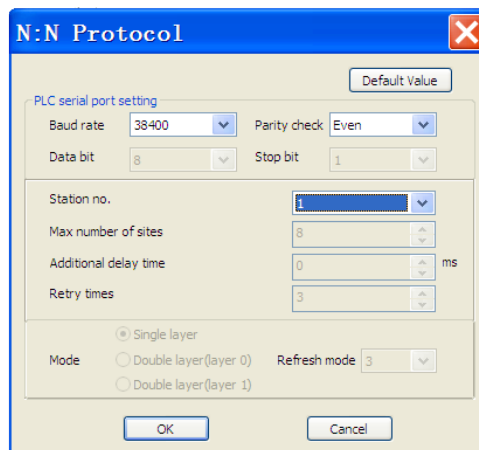 N:N Protocol
Default Value
PLC serial port setting
Baud rate 38400 Parity check Even
Data bit 8 Stop bit 1
Station no. 1
Max number of sites 8
Additional delay time 0 ms
Retry times 3
Single layer
Mode Double layer(layer 0) Refresh mode 3
Double layer(layer 1)
OK Cancel